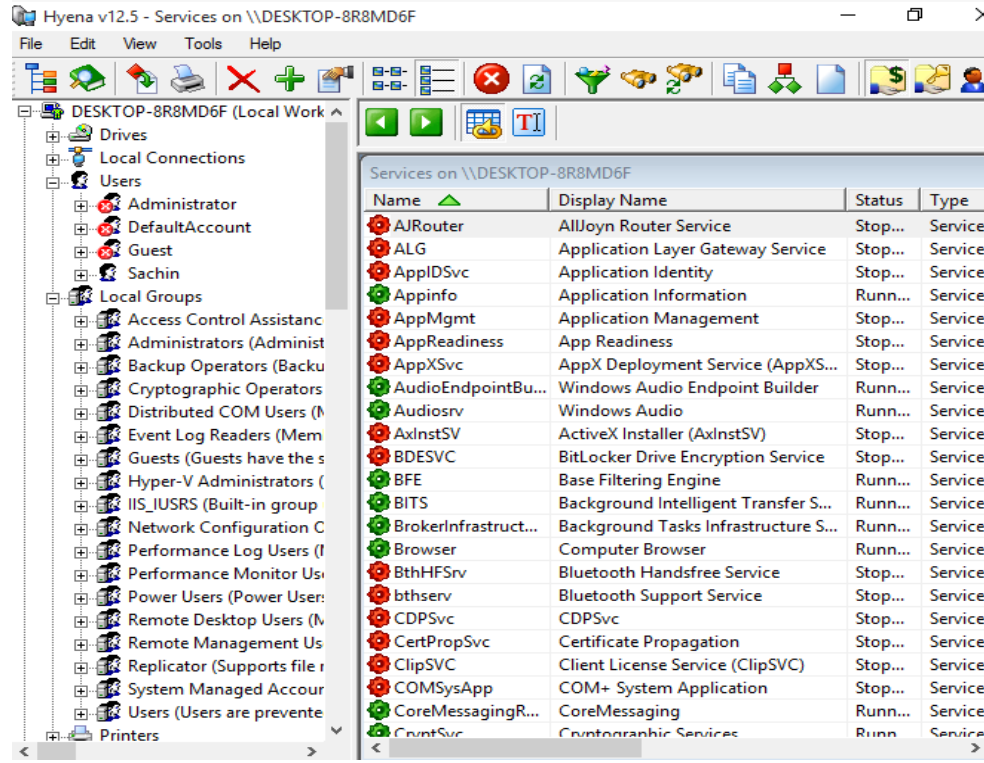 Hyena v12.5 - Services on \\DESKTOP-8R8MD6F
File Edit View Tools Help
DESKTOP-8R8MD6F (Local Work
Drives
Local Connections
Users
Administrator
DefaultAccount
Guest
Sachin
Local Groups
Access Control Assistanc
Administrators (Administ
Backup Operators (Backu
Cryptographic Operators
Distributed COM Users (M
Event Log Readers (Mem
Guests (Guests have the s
Hyper-V Administrators (
IIS_IUSRS (Built-in group
Network Configuration O
Performance Log Users (M
Performance Monitor Use
Power Users (Power Users
Remote Desktop Users (M
Remote Management Us
Replicator (Supports file r
System Managed Accour
Users (Users are prevente
Printers
TI
Services on \\DESKTOP-8R8MD6F
Name Display Name Status Type
AJRouter AllJoyn Router Service Stop... Service
ALG Application Layer Gateway Service Stop... Service
AppIDSvc Application Identity Stop... Service
Appinfo Application Information Runn... Service
AppMgmt Application Management Stop... Service
AppReadiness App Readiness Stop... Service
AppXSvc AppX Deployment Service (AppXS... Stop... Service
AudioEndpointBu... Windows Audio Endpoint Builder Runn... Service
Audiosrv Windows Audio Runn... Service
AxInstSV ActiveX Installer (AxInstSV) Stop... Service
BDESVC BitLocker Drive Encryption Service Stop... Service
BFE Base Filtering Engine Runn... Service
BITS Background Intelligent Transfer S... Runn... Service
BrokerInfrastruct... Background Tasks Infrastructure S... Runn... Service
Browser Computer Browser Runn... Service
BthHFSrv Bluetooth Handsfree Service Stop... Service
bthserv Bluetooth Support Service Stop... Service
CDPSvc CDPSvc Stop... Service
CertPropSvc Certificate Propagation Stop... Service
ClipSVC Client License Service (ClipSVC) Stop... Service
COMSysApp COM+ System Application Stop... Service
CoreMessagingR... CoreMessaging Runn... Service
CryptSvc Cryptographic Services Runn Service